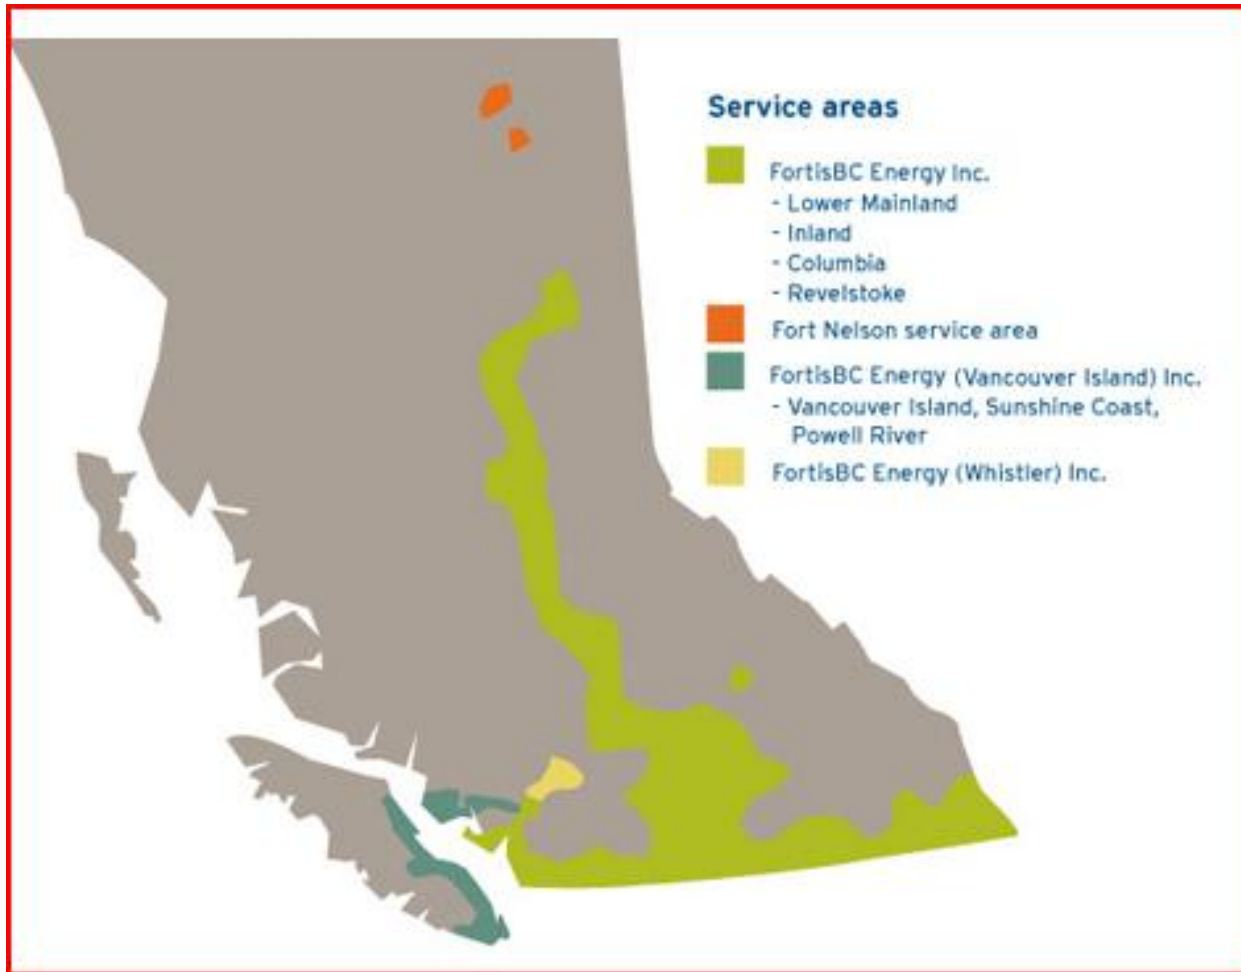 Service areas
FortisBC Energy Inc.
- Lower Mainland
- Inland
- Columbia
- Revelstoke
Fort Nelson service area
FortisBC Energy (Vancouver Island) Inc.
- Vancouver Island, Sunshine Coast,
Powell River
FortisBC Energy (Whistler) Inc.